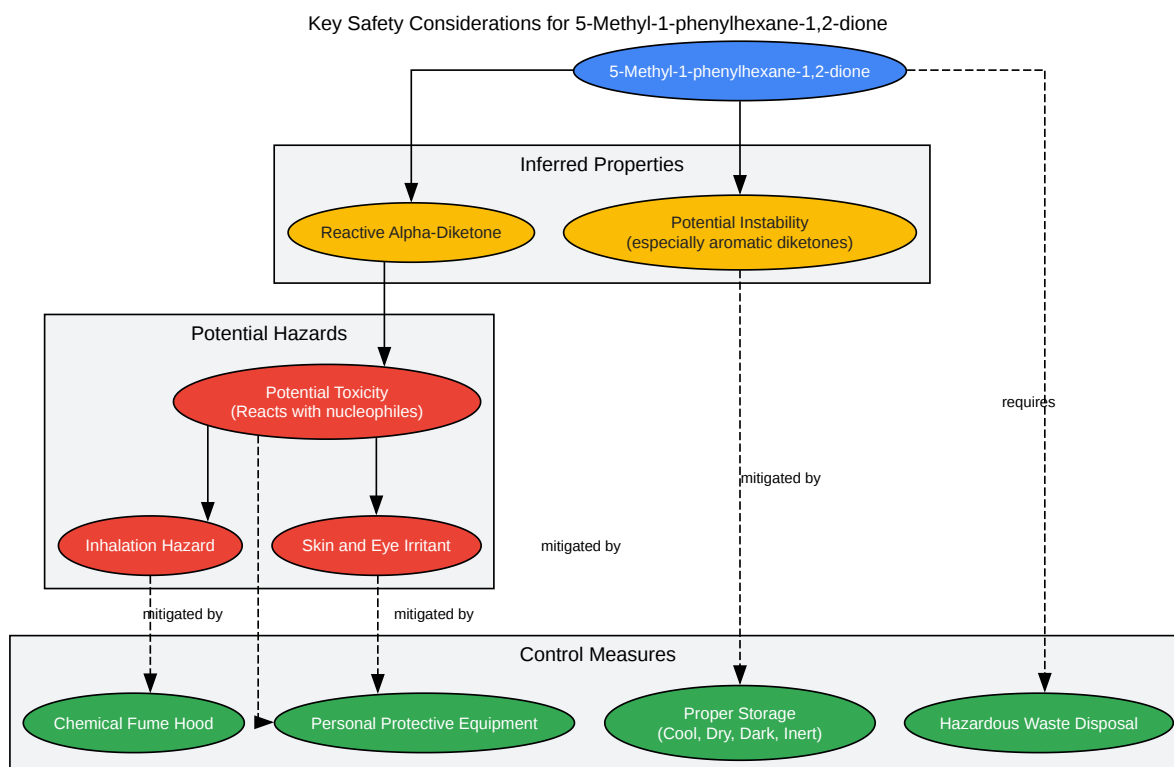 Key Safety Considerations for 5-Methyl-1-phenylhexane-1,2-dione
5-Methyl-1-phenylhexane-1,2-dione
Inferred Properties
Reactive Alpha-Diketone
Potential Instability
(especially aromatic diketones)
Potential Hazards
Potential Toxicity
(Reacts with nucleophiles)
requires
mitigated by
Inhalation Hazard
Skin and Eye Irritant
mitigated by
mitigated by
mitigated by
Control Measures
Chemical Fume Hood
Personal Protective Equipment
Proper Storage
(Cool, Dry, Dark, Inert)
Hazardous Waste Disposal